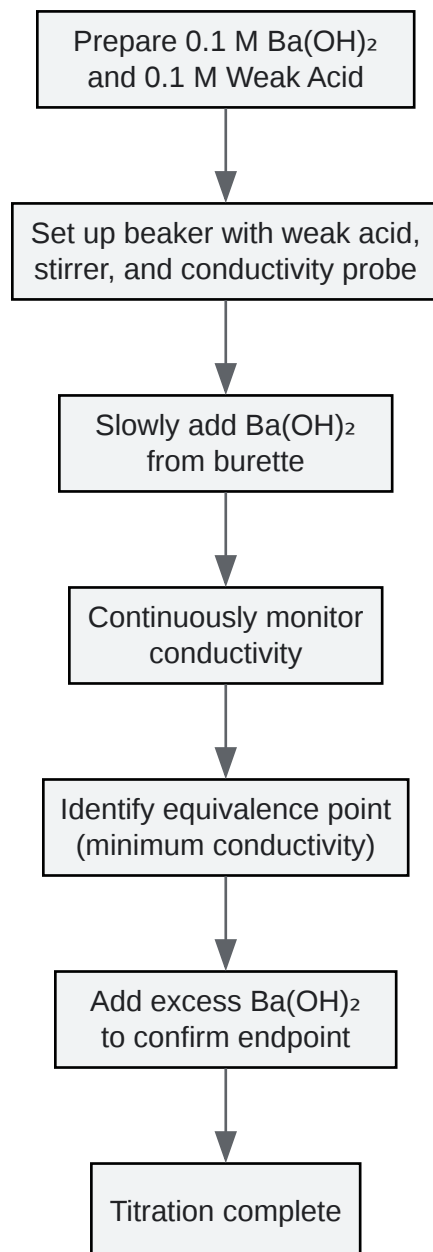 Prepare 0.1 M Ba(OH)₂
and 0.1 M Weak Acid
Set up beaker with weak acid,
stirrer, and conductivity probe
Slowly add Ba(OH)₂
from burette
Continuously monitor
conductivity
Identify equivalence point
(minimum conductivity)
Add excess Ba(OH)₂
to confirm endpoint
Titration complete